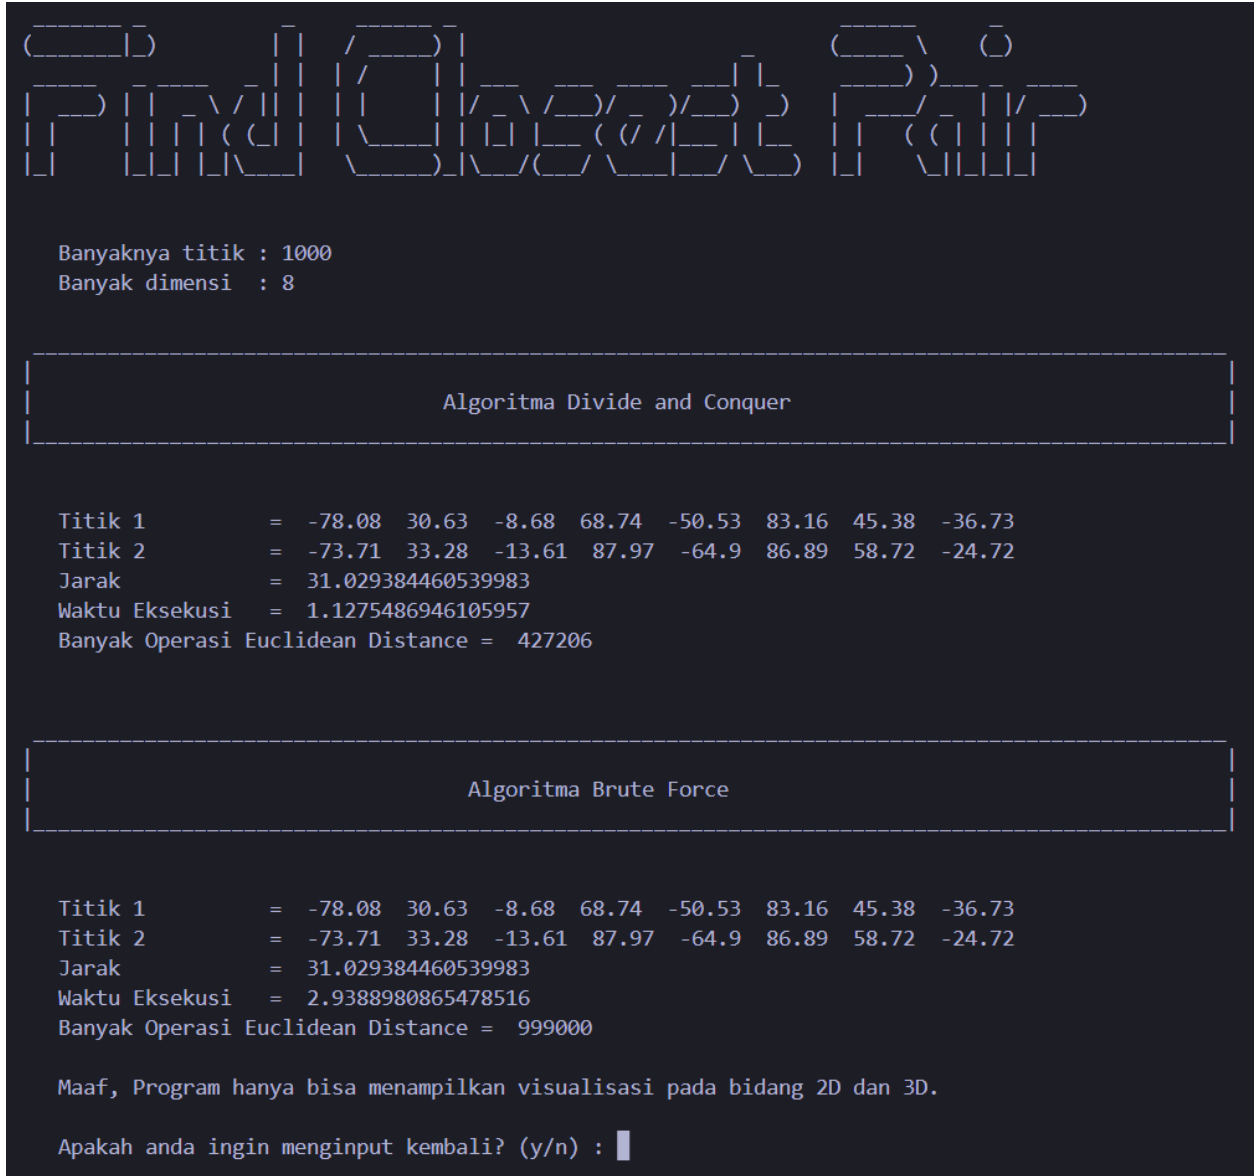 Find Closest Pair
Banyaknya titik : 1000
Banyak dimensi  : 8
Algoritma Divide and Conquer
Titik 1          =  -78.08  30.63  -8.68  68.74  -50.53  83.16  45.38  -36.73
Titik 2          =  -73.71  33.28  -13.61  87.97  -64.9  86.89  58.72  -24.72
Jarak            =  31.029384460539983
Waktu Eksekusi   =  1.1275486946105957
Banyak Operasi Euclidean Distance =  427206
Algoritma Brute Force
Titik 1          =  -78.08  30.63  -8.68  68.74  -50.53  83.16  45.38  -36.73
Titik 2          =  -73.71  33.28  -13.61  87.97  -64.9  86.89  58.72  -24.72
Jarak            =  31.029384460539983
Waktu Eksekusi   =  2.9388980865478516
Banyak Operasi Euclidean Distance =  999000
Maaf, Program hanya bisa menampilkan visualisasi pada bidang 2D dan 3D.
Apakah anda ingin menginput kembali? (y/n) :